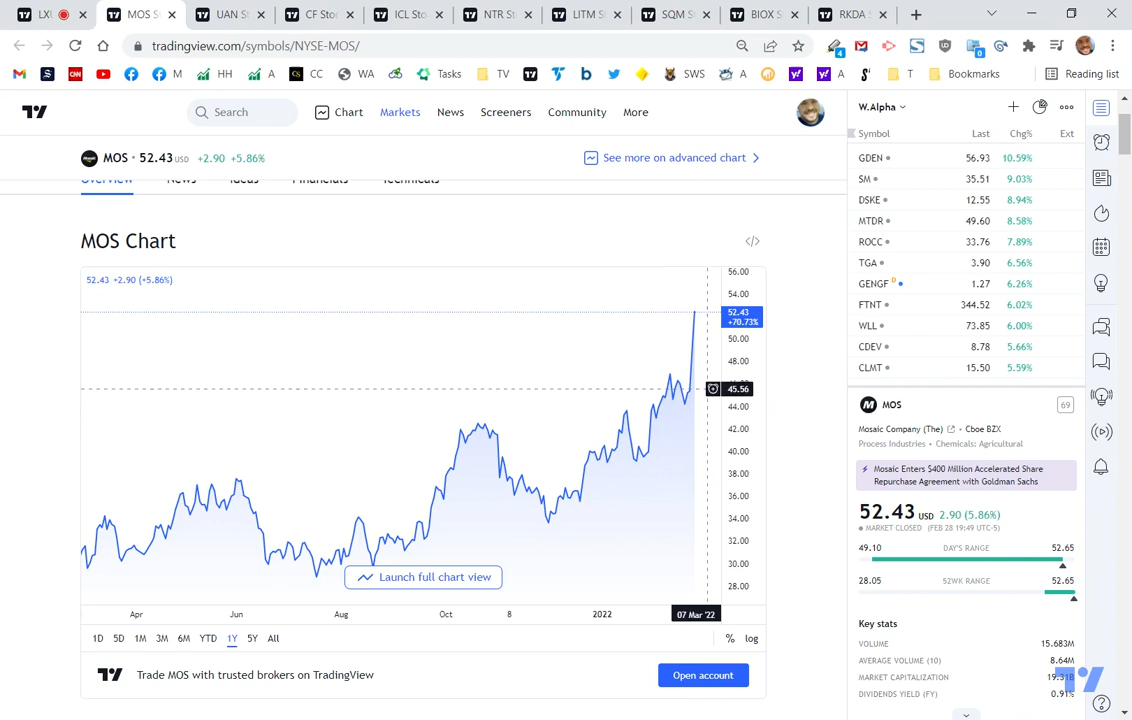 LXU
MOS S
UAN S
CF Stoc
ICL Sto
NTR St
LITM S
SQM S
BIOX S
RKDA S
tradingview.com/symbols/NYSE-MOS/
4
0
M
HH
A
CC
WA
Tasks
TV
SWS
A
A
T
Bookmarks
Reading list
Search
Chart
Markets
News
Screeners
Community
More
W.Alpha
Symbol Last Chg% Ext
MOS • 52.43 USD +2.90 +5.86%
See more on advanced chart
Overview News Ideas Financials Technicals
GDEN 56.93 10.59%
SM 35.51 9.03%
DSKE 12.55 8.94%
MTDR 49.60 8.58%
ROCC 33.76 7.89%
TGA 3.90 6.56%
GENGF D 1.27 6.26%
FTNT 344.52 6.02%
WLL 73.85 6.00%
CDEV 8.78 5.66%
CLMT 15.50 5.59%
MOS Chart
52.43 +2.90 (+5.86%)
56.00
54.00
52.43
+70.73%
50.00
48.00
45.56
44.00
42.00
40.00
38.00
36.00
34.00
32.00
30.00
28.00
Launch full chart view
Apr Jun Aug Oct 8 2022 07 Mar '22
1D 5D 1M 3M 6M YTD 1Y 5Y All
% log
Trade MOS with trusted brokers on TradingView
Open account
MOS
69
Mosaic Company (The) • Cboe BZX
Process Industries • Chemicals: Agricultural
Mosaic Enters $400 Million Accelerated Share
Repurchase Agreement with Goldman Sachs
52.43 USD 2.90 (5.86%)
MARKET CLOSED (FEB 28 19:49 UTC-5)
49.10 DAY'S RANGE 52.65
28.05 52WK RANGE 52.65
Key stats
VOLUME 15.683M
AVERAGE VOLUME (10) 8.64M
MARKET CAPITALIZATION 19.31B
DIVIDENDS YIELD (FY) 0.91%